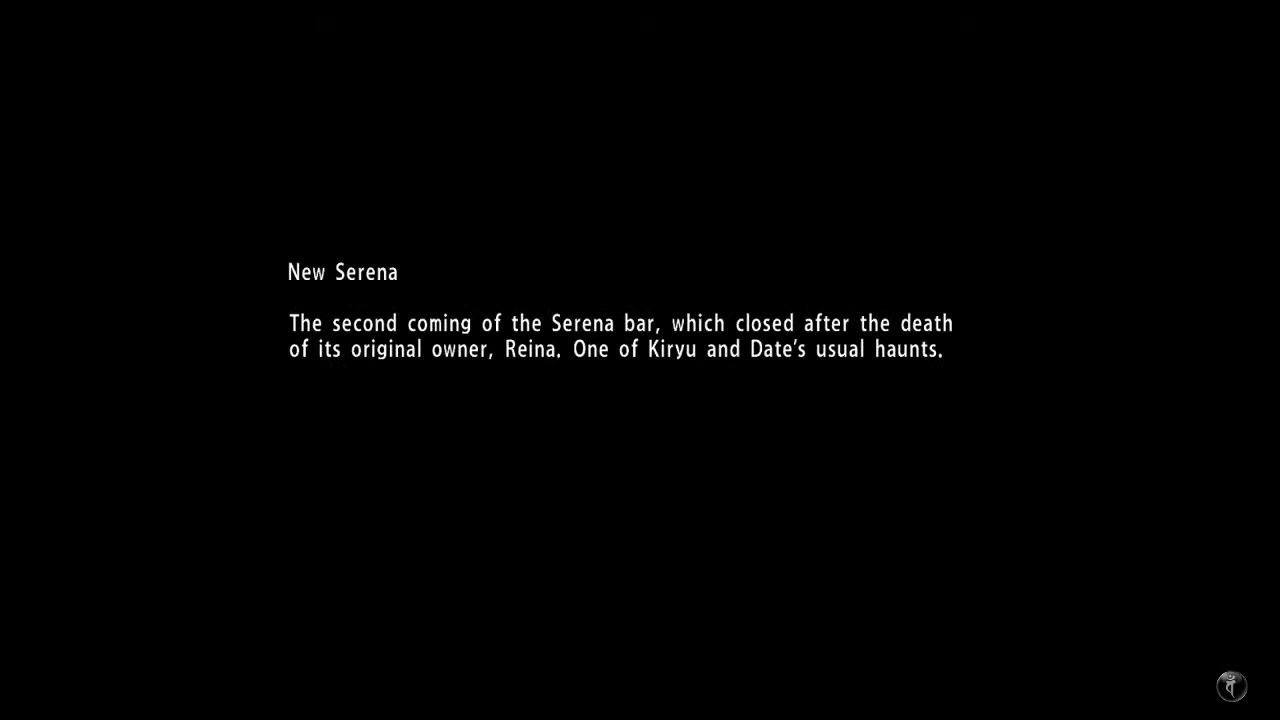 New Serena
The second coming of the Serena bar, which closed after the death
of its original owner, Reina. One of Kiryu and Date's usual haunts.